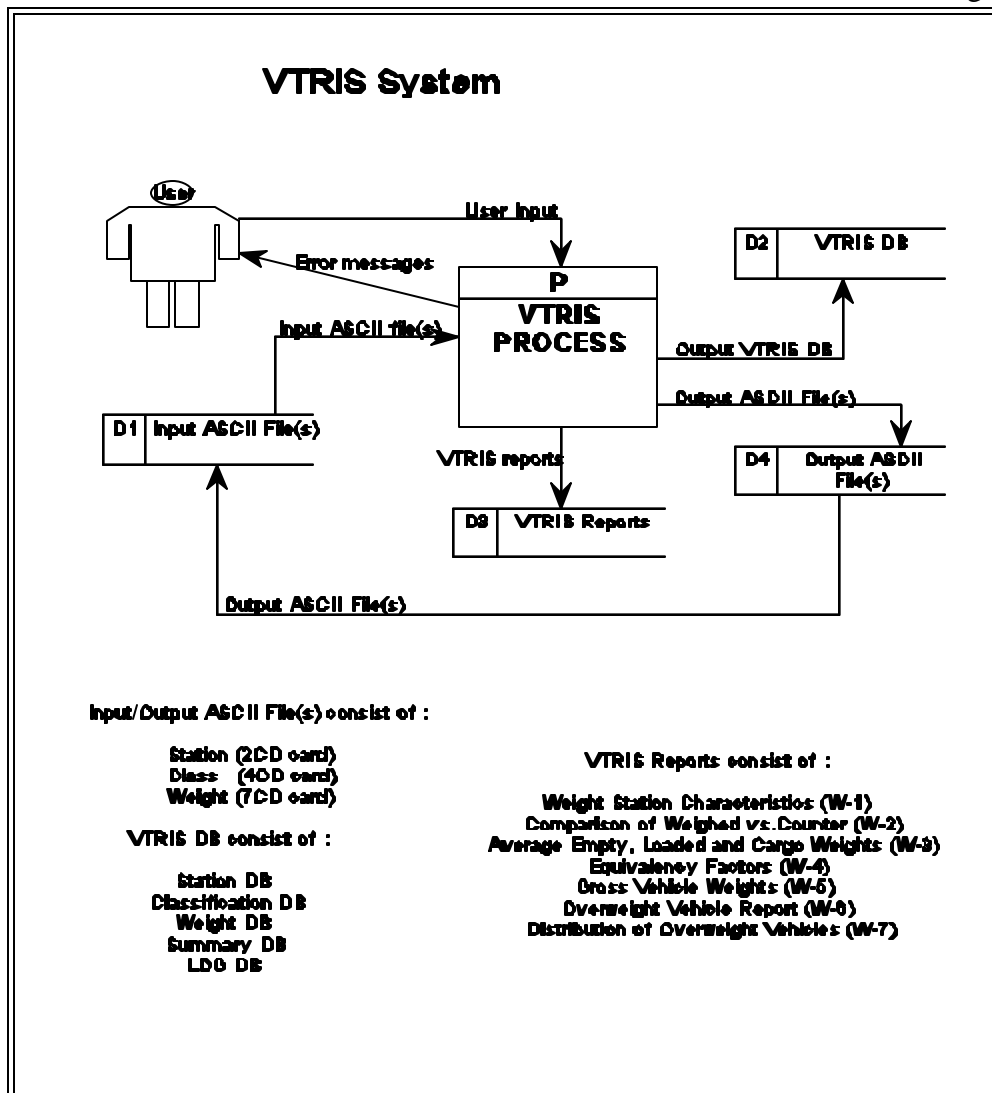 VTRIS System
User
User Input
Error messages
D2 VTRIS DB
P
VTRIS
PROCESS
Input ASCII file(s)
Output VTRIS DB
Output ASCII File(s)
D1 Input ASCII File(s)
VTRIS reports
D4 Output ASCII
File(s)
D3 VTRIS Reports
Output ASCII File(s)
Input/Output ASCII File(s) consist of :
Station (2CD card)
Class (4CD card)
Weight (7CD card)
VTRIS DB consist of :
Station DB
Classification DB
Weight DB
Summary DB
VTRIS Reports consist of :
Weight Station Characteristics (W-1)
Comparison of Weighed vs.Counter (W-2)
Average Empty, Loaded and Cargo Weights (W-3)
Equivalency Factors (W-4)
Gross Vehicle Weights (W-5)
Overweight Vehicle Report (W-6)
Distribution of Overweight Vehicles (W-7)